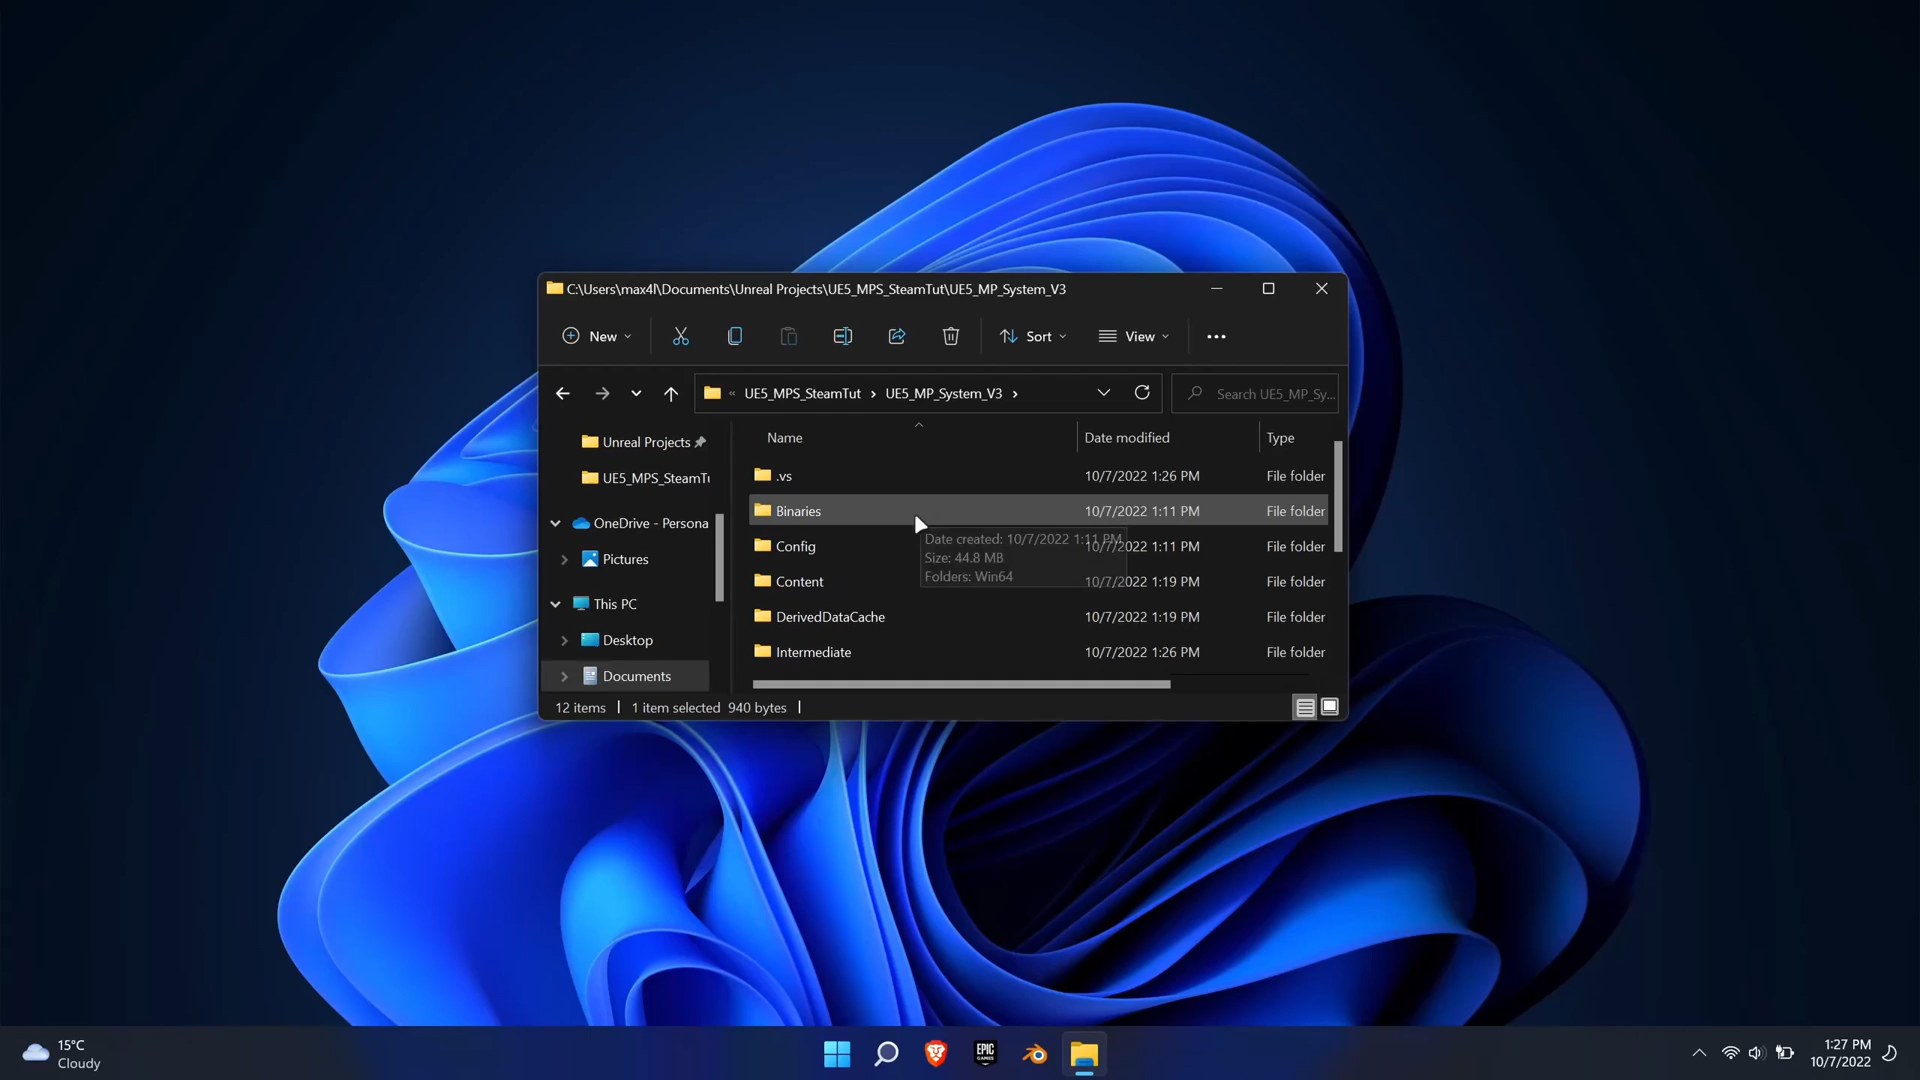 C:\Users\max4l\Documents\Unreal Projects\UE5_MPS_SteamTut\UE5_MP_System_V3
New
Sort
View
« UE5_MPS_SteamTut › UE5_MP_System_V3 ›
Search UE5_MP_Sy...
Unreal Projects
UE5_MPS_SteamTu
OneDrive - Persona
Pictures
This PC
Desktop
Documents
Name Date modified Type
.vs 10/7/2022 1:26 PM File folder
Binaries 10/7/2022 1:11 PM File folder
Config 10/7/2022 1:11 PM File folder
Content 10/7/2022 1:19 PM File folder
DerivedDataCache 10/7/2022 1:19 PM File folder
Intermediate 10/7/2022 1:26 PM File folder
Date created: 10/7/2022 1:11 PM
Size: 44.8 MB
Folders: Win64
12 items
1 item selected 940 bytes
15°C
Cloudy
EPIC
GAMES
1:27 PM
10/7/2022